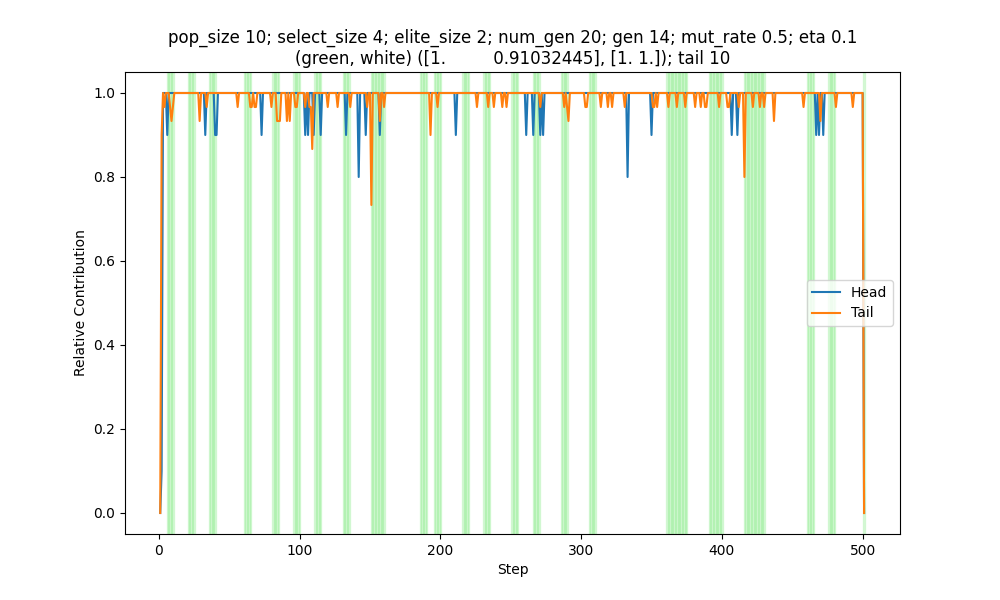 pop_size 10; select_size 4; elite_size 2; num_gen 20; gen 14; mut_rate 0.5; eta 0.1
(green, white) ([1.          0.91032445], [1. 1.]); tail 10
1.0
0.8
0.6
0.4
0.2
0.0
Relative Contribution
Head
Tail
0
100
200
300
400
500
Step